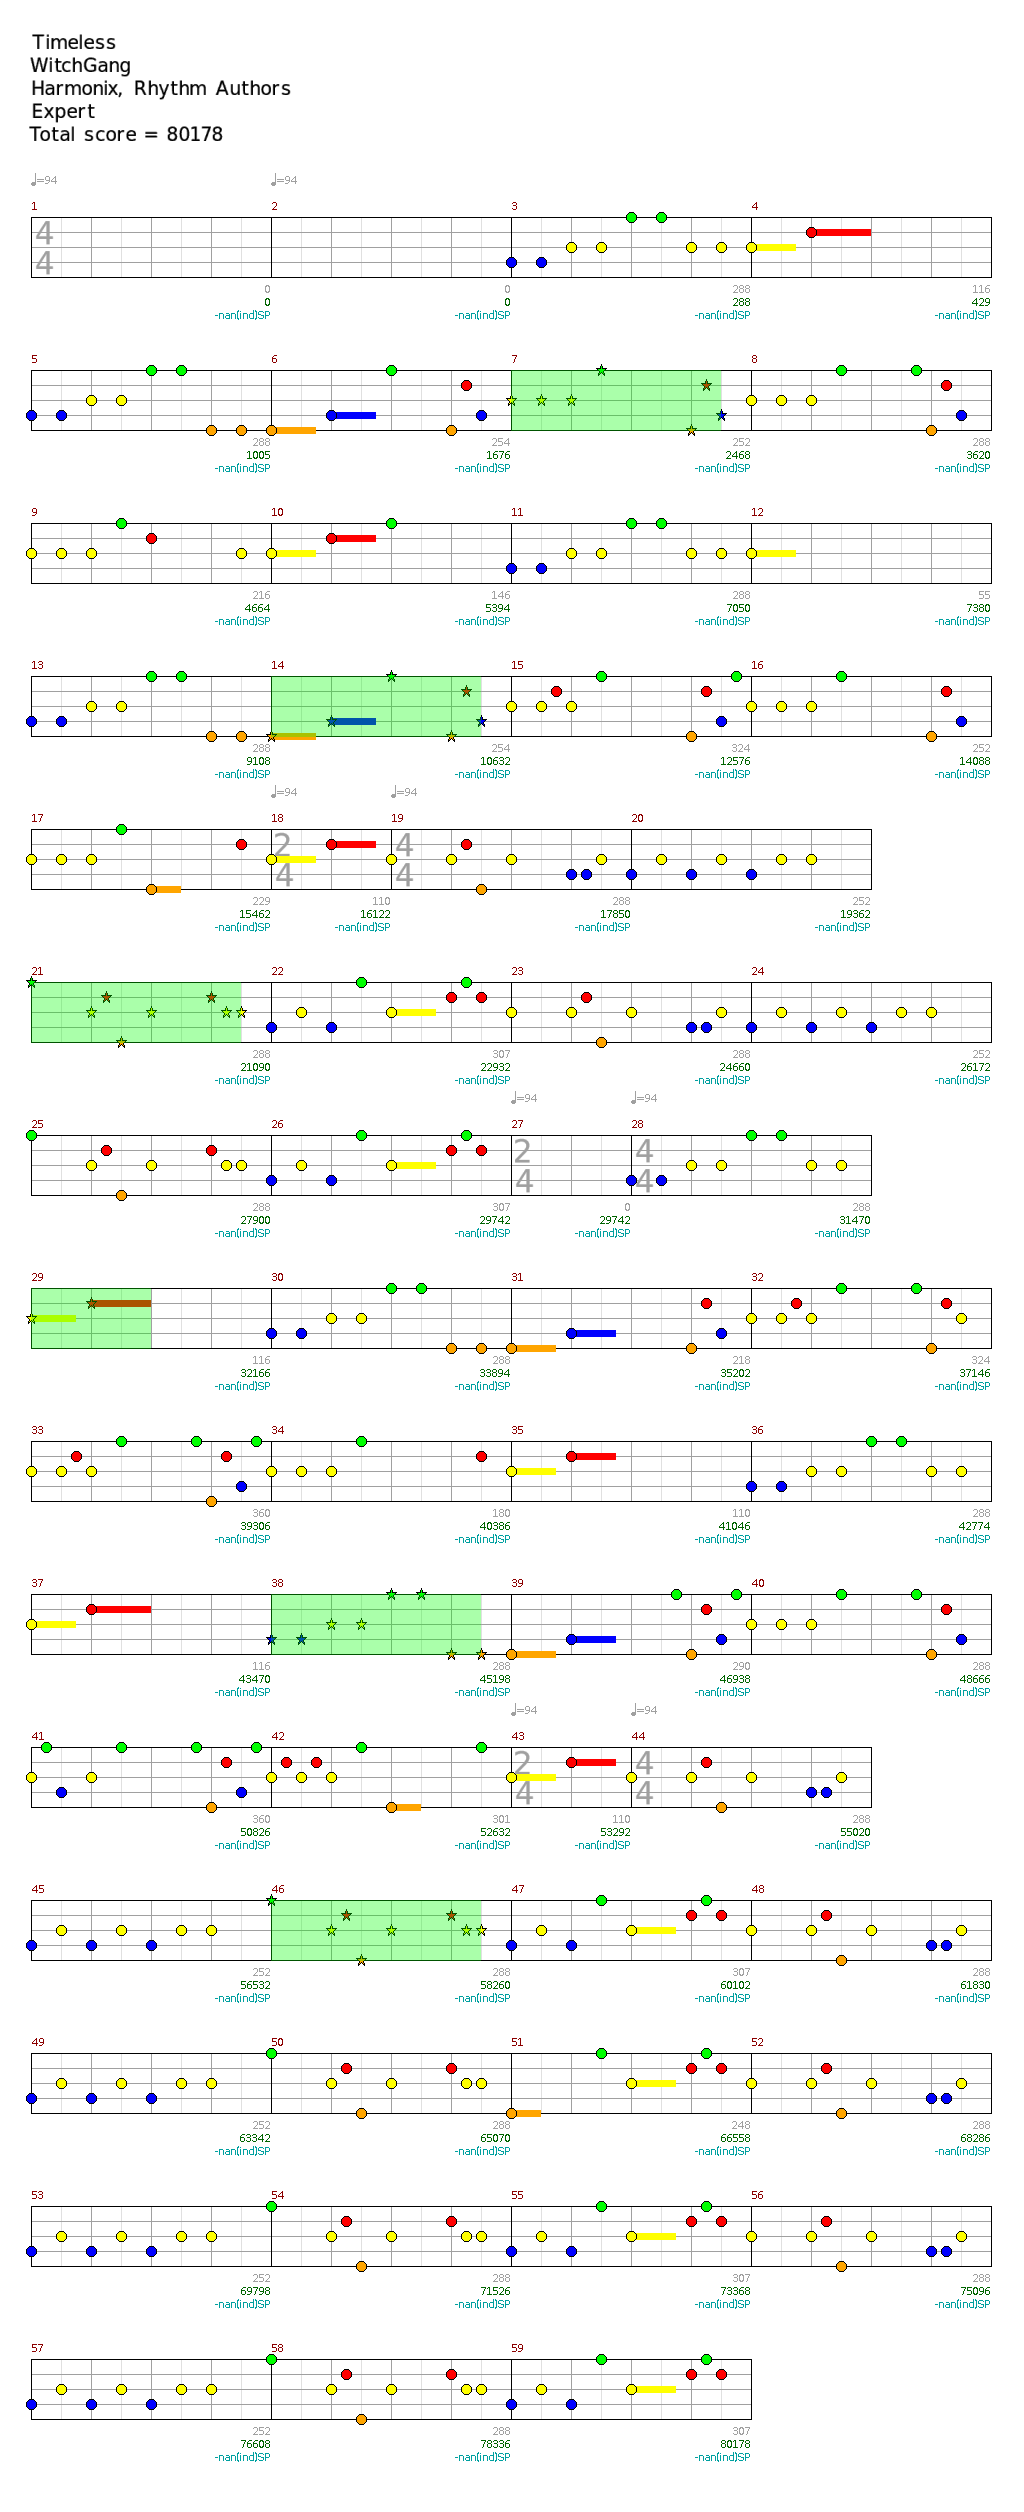 Timeless
WitchGang
Harmonix, Rhythm Authors
Expert
Total score = 80178
♩=94 ♩=94
1 2 3 4
4
4
0 0 288 116
0 0 288 429
-nan(ind)SP -nan(ind)SP -nan(ind)SP -nan(ind)SP
5 6 7 8
288 254 252 288
1005 1676 2468 3620
-nan(ind)SP -nan(ind)SP -nan(ind)SP -nan(ind)SP
9 10 11 12
216 146 288 55
4664 5394 7050 7380
-nan(ind)SP -nan(ind)SP -nan(ind)SP -nan(ind)SP
13 14 15 16
288 254 324 252
9108 10632 12576 14088
-nan(ind)SP -nan(ind)SP -nan(ind)SP -nan(ind)SP
♩=94 ♩=94
17 18 19 20
2 4
4 4
229 110 288 252
15462 16122 17850 19362
-nan(ind)SP -nan(ind)SP -nan(ind)SP -nan(ind)SP
21 22 23 24
288 307 288 252
21090 22932 24660 26172
-nan(ind)SP -nan(ind)SP -nan(ind)SP -nan(ind)SP
♩=94 ♩=94
25 26 27 28
2 4
4 4
288 307 0 288
27900 29742 29742 31470
-nan(ind)SP -nan(ind)SP -nan(ind)SP -nan(ind)SP
29 30 31 32
116 288 218 324
32166 33894 35202 37146
-nan(ind)SP -nan(ind)SP -nan(ind)SP -nan(ind)SP
33 34 35 36
360 180 110 288
39306 40386 41046 42774
-nan(ind)SP -nan(ind)SP -nan(ind)SP -nan(ind)SP
37 38 39 40
116 288 290 288
43470 45198 46938 48666
-nan(ind)SP -nan(ind)SP -nan(ind)SP -nan(ind)SP
♩=94 ♩=94
41 42 43 44
2 4
4 4
360 301 110 288
50826 52632 53292 55020
-nan(ind)SP -nan(ind)SP -nan(ind)SP -nan(ind)SP
45 46 47 48
252 288 307 288
56532 58260 60102 61830
-nan(ind)SP -nan(ind)SP -nan(ind)SP -nan(ind)SP
49 50 51 52
252 288 248 288
63342 65070 66558 68286
-nan(ind)SP -nan(ind)SP -nan(ind)SP -nan(ind)SP
53 54 55 56
252 288 307 288
69798 71526 73368 75096
-nan(ind)SP -nan(ind)SP -nan(ind)SP -nan(ind)SP
57 58 59
252 288 307
76608 78336 80178
-nan(ind)SP -nan(ind)SP -nan(ind)SP